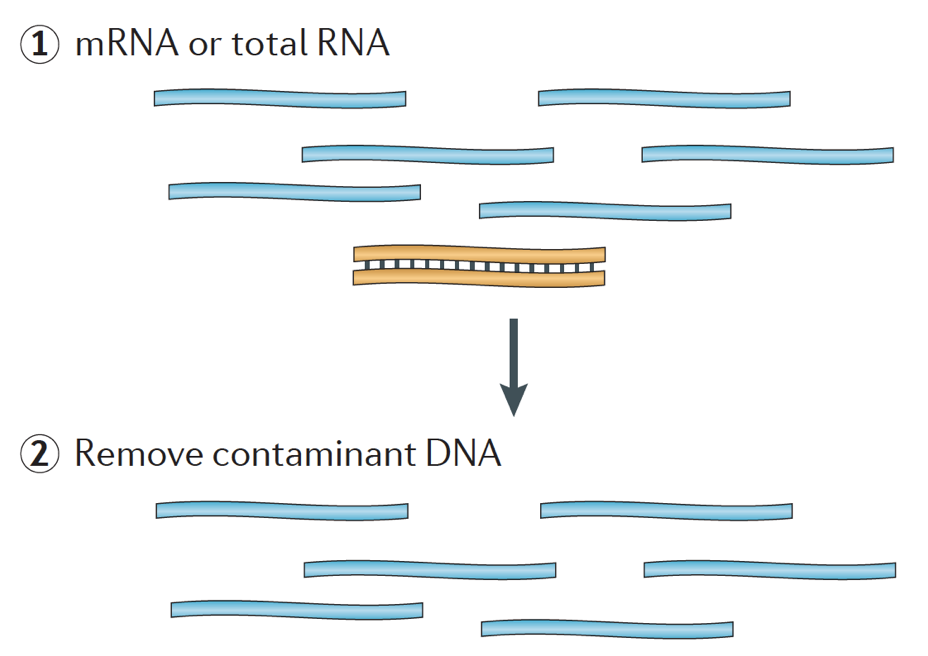 ① mRNA or total RNA
② Remove contaminant DNA